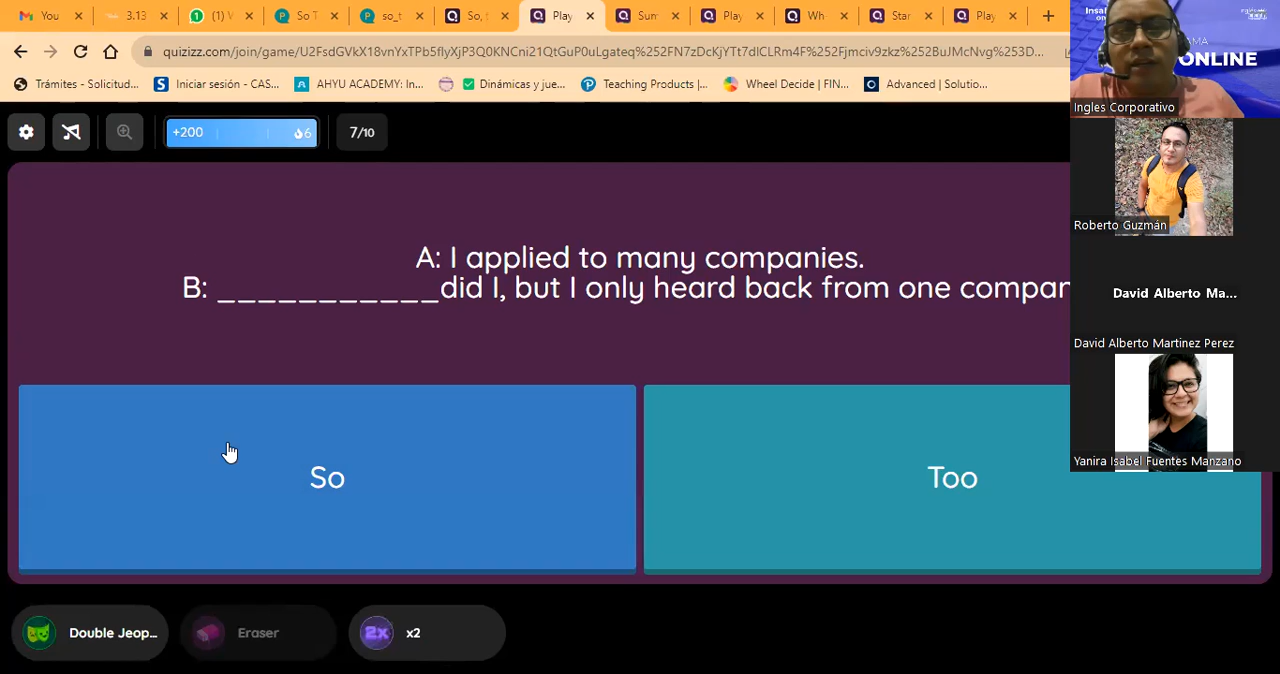 You
3.13
(1) V
So T
so_t
So, t
Play
Sum
Play
Wh
Star
Play
quizizz.com/join/game/U2FsdGVkX18vnYxTPb5flyXjP3Q0KNCni21QtGuP0uLgateq%252FN7zDcKjYTt7dlCLRm4F%252Fjmciv9zkz%252BuJMcNvg%253D...
Trámites - Solicitud...
Iniciar sesión - CAS...
AHYU ACADEMY: In...
Dinámicas y jue...
Teaching Products |...
Wheel Decide | FIN...
Advanced | Solutio...
ONLINE
Ingles Corporativo
+200
6
7/10
Roberto Guzmán
A: I applied to many companies.
B: ___________did I, but I only heard back from one compan
David Alberto Ma...
David Alberto Martinez Perez
Yanira Isabel Fuentes Manzano
So
Too
Double Jeop...
Eraser
2X
x2